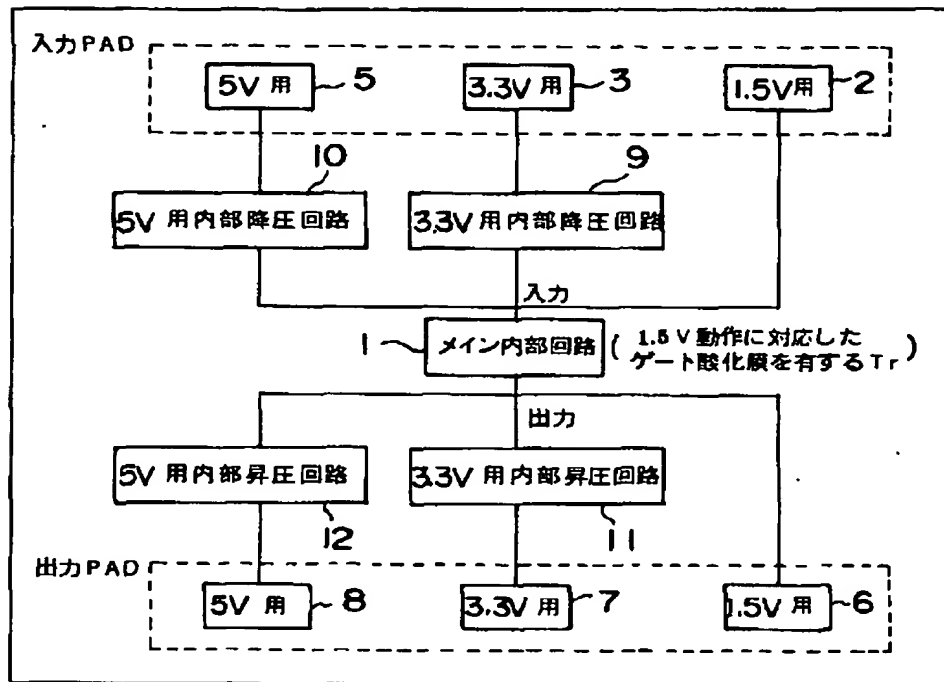 入力PAD
5V用 5
3.3V用 3
1.5V用 2
10
9
5V用内部降圧回路
3.3V用内部降圧回路
入力
1
メイン内部回路
(1.5V動作に対応した
ゲート酸化膜を有するTr)
出力
5V用内部昇圧回路
3.3V用内部昇圧回路
12
11
出力PAD
5V用 8
3.3V用 7
1.5V用 6